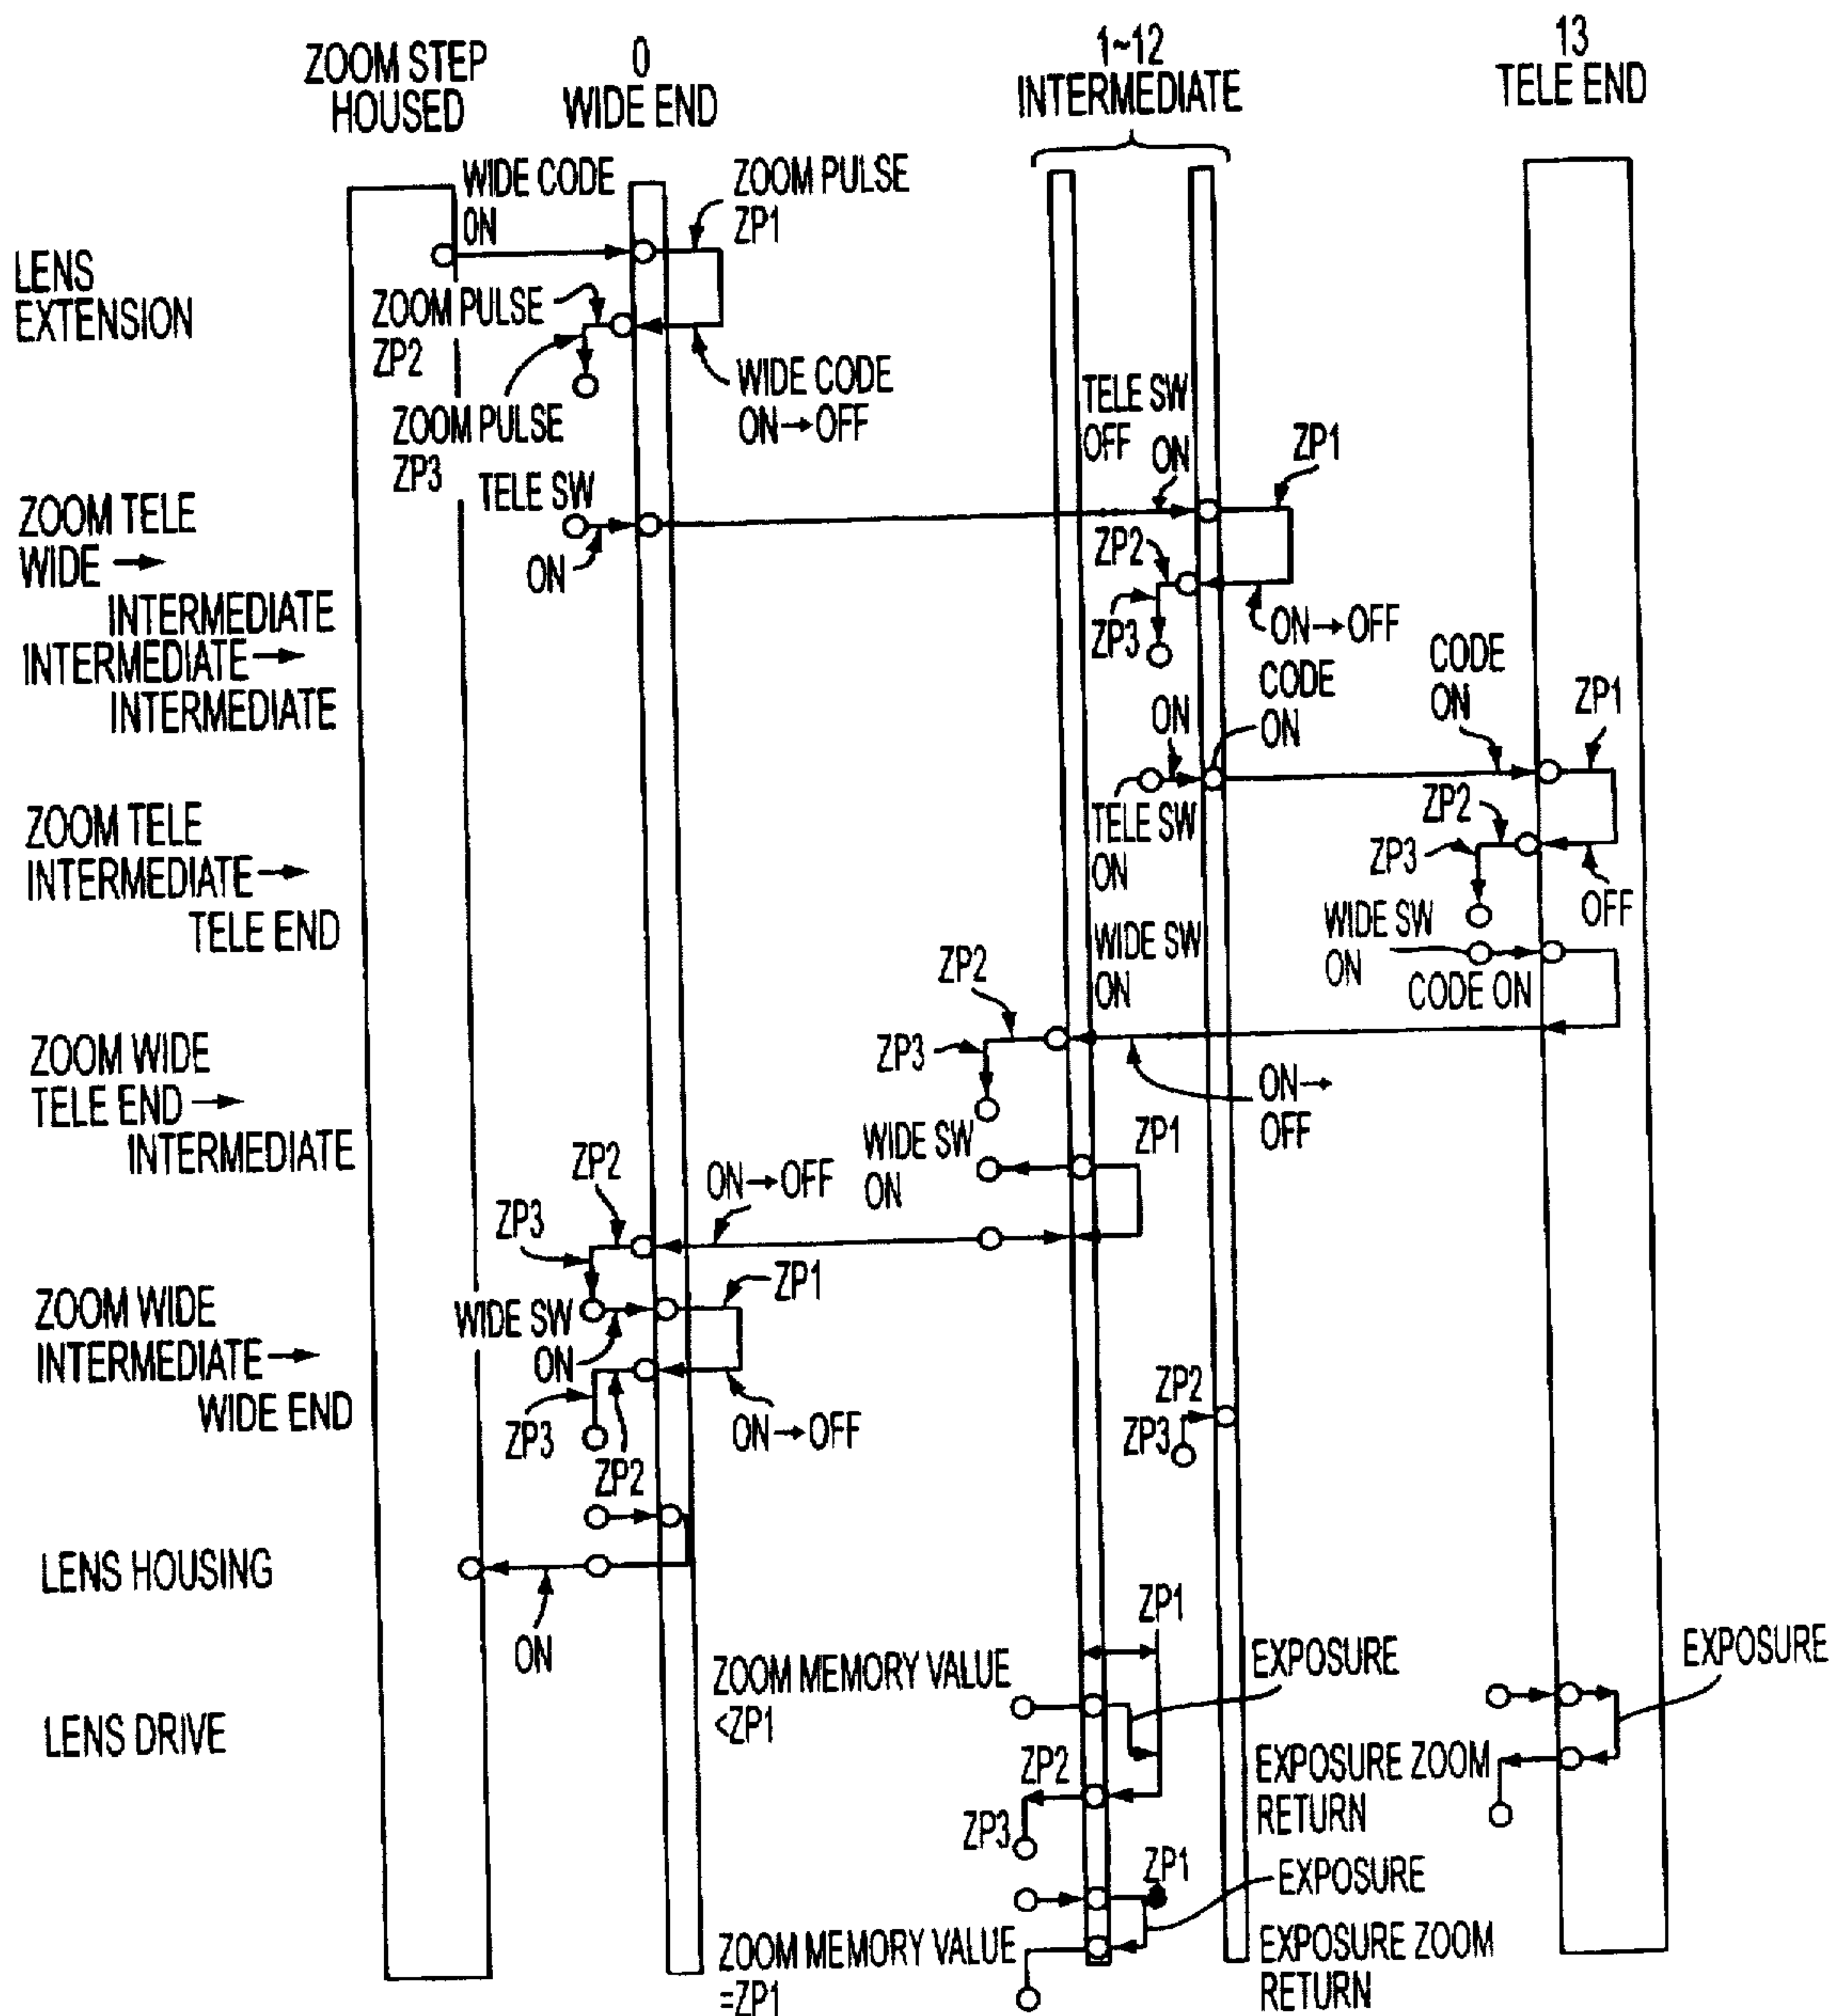 ZOOM STEP
HOUSED
0
WIDE END
1~12
INTERMEDIATE
13
TELE END
LENS
EXTENSION
WIDE CODE
ON
ZOOM PULSE
ZP1
ZOOM PULSE
ZP2
ZOOM PULSE
ZP3
WIDE CODE
ON→OFF
ZOOM TELE
WIDE →
INTERMEDIATE
INTERMEDIATE→
INTERMEDIATE
TELE SW
ON
TELE SW
OFF
ON
ZP1
ZP2
ZP3
ON→OFF
ZOOM TELE
INTERMEDIATE→
TELE END
ON
CODE
ON
CODE
ON
ZP1
TELE SW
ON
ZP2
ZP3
OFF
ZOOM WIDE
TELE END →
INTERMEDIATE
WIDE SW
ON
CODE ON
WIDE SW
ON
ZP2
ZP3
ON→
OFF
ZOOM WIDE
INTERMEDIATE→
WIDE END
WIDE SW
ON
ZP1
ON→OFF
ZP2
ZP3
WIDE SW
ON
ZP1
ZP3
ZP2
ON→OFF
ZP2
ZP3
LENS HOUSING
ON
LENS DRIVE
ZOOM MEMORY VALUE
<ZP1
ZP1
EXPOSURE
ZP2
ZP3
EXPOSURE ZOOM
RETURN
EXPOSURE
ZOOM MEMORY VALUE
=ZP1
ZP1
EXPOSURE
EXPOSURE ZOOM
RETURN